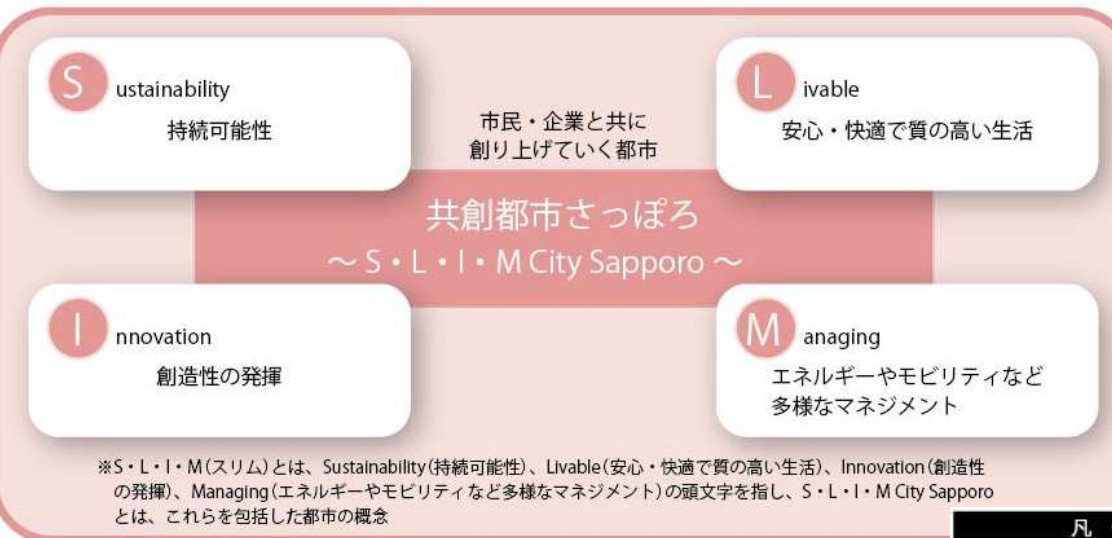 Sustainability
持続可能性
市民・企業と共に
創り上げていく都市
Livable
安心・快適で質の高い生活
共創都市さっぽろ
～ S・L・I・M City Sapporo ～
Innovation
創造性の発揮
Managing
エネルギーやモビリティなど
多様なマネジメント
※S・L・I・M(スリム)とは、Sustainability(持続可能性)、Livable(安心・快適で質の高い生活)、Innovation(創造性
の発揮)、Managing(エネルギーやモビリティなど多様なマネジメント)の頭文字を指し、S・L・I・M City Sapporo
とは、これらを包括した都市の概念
凡